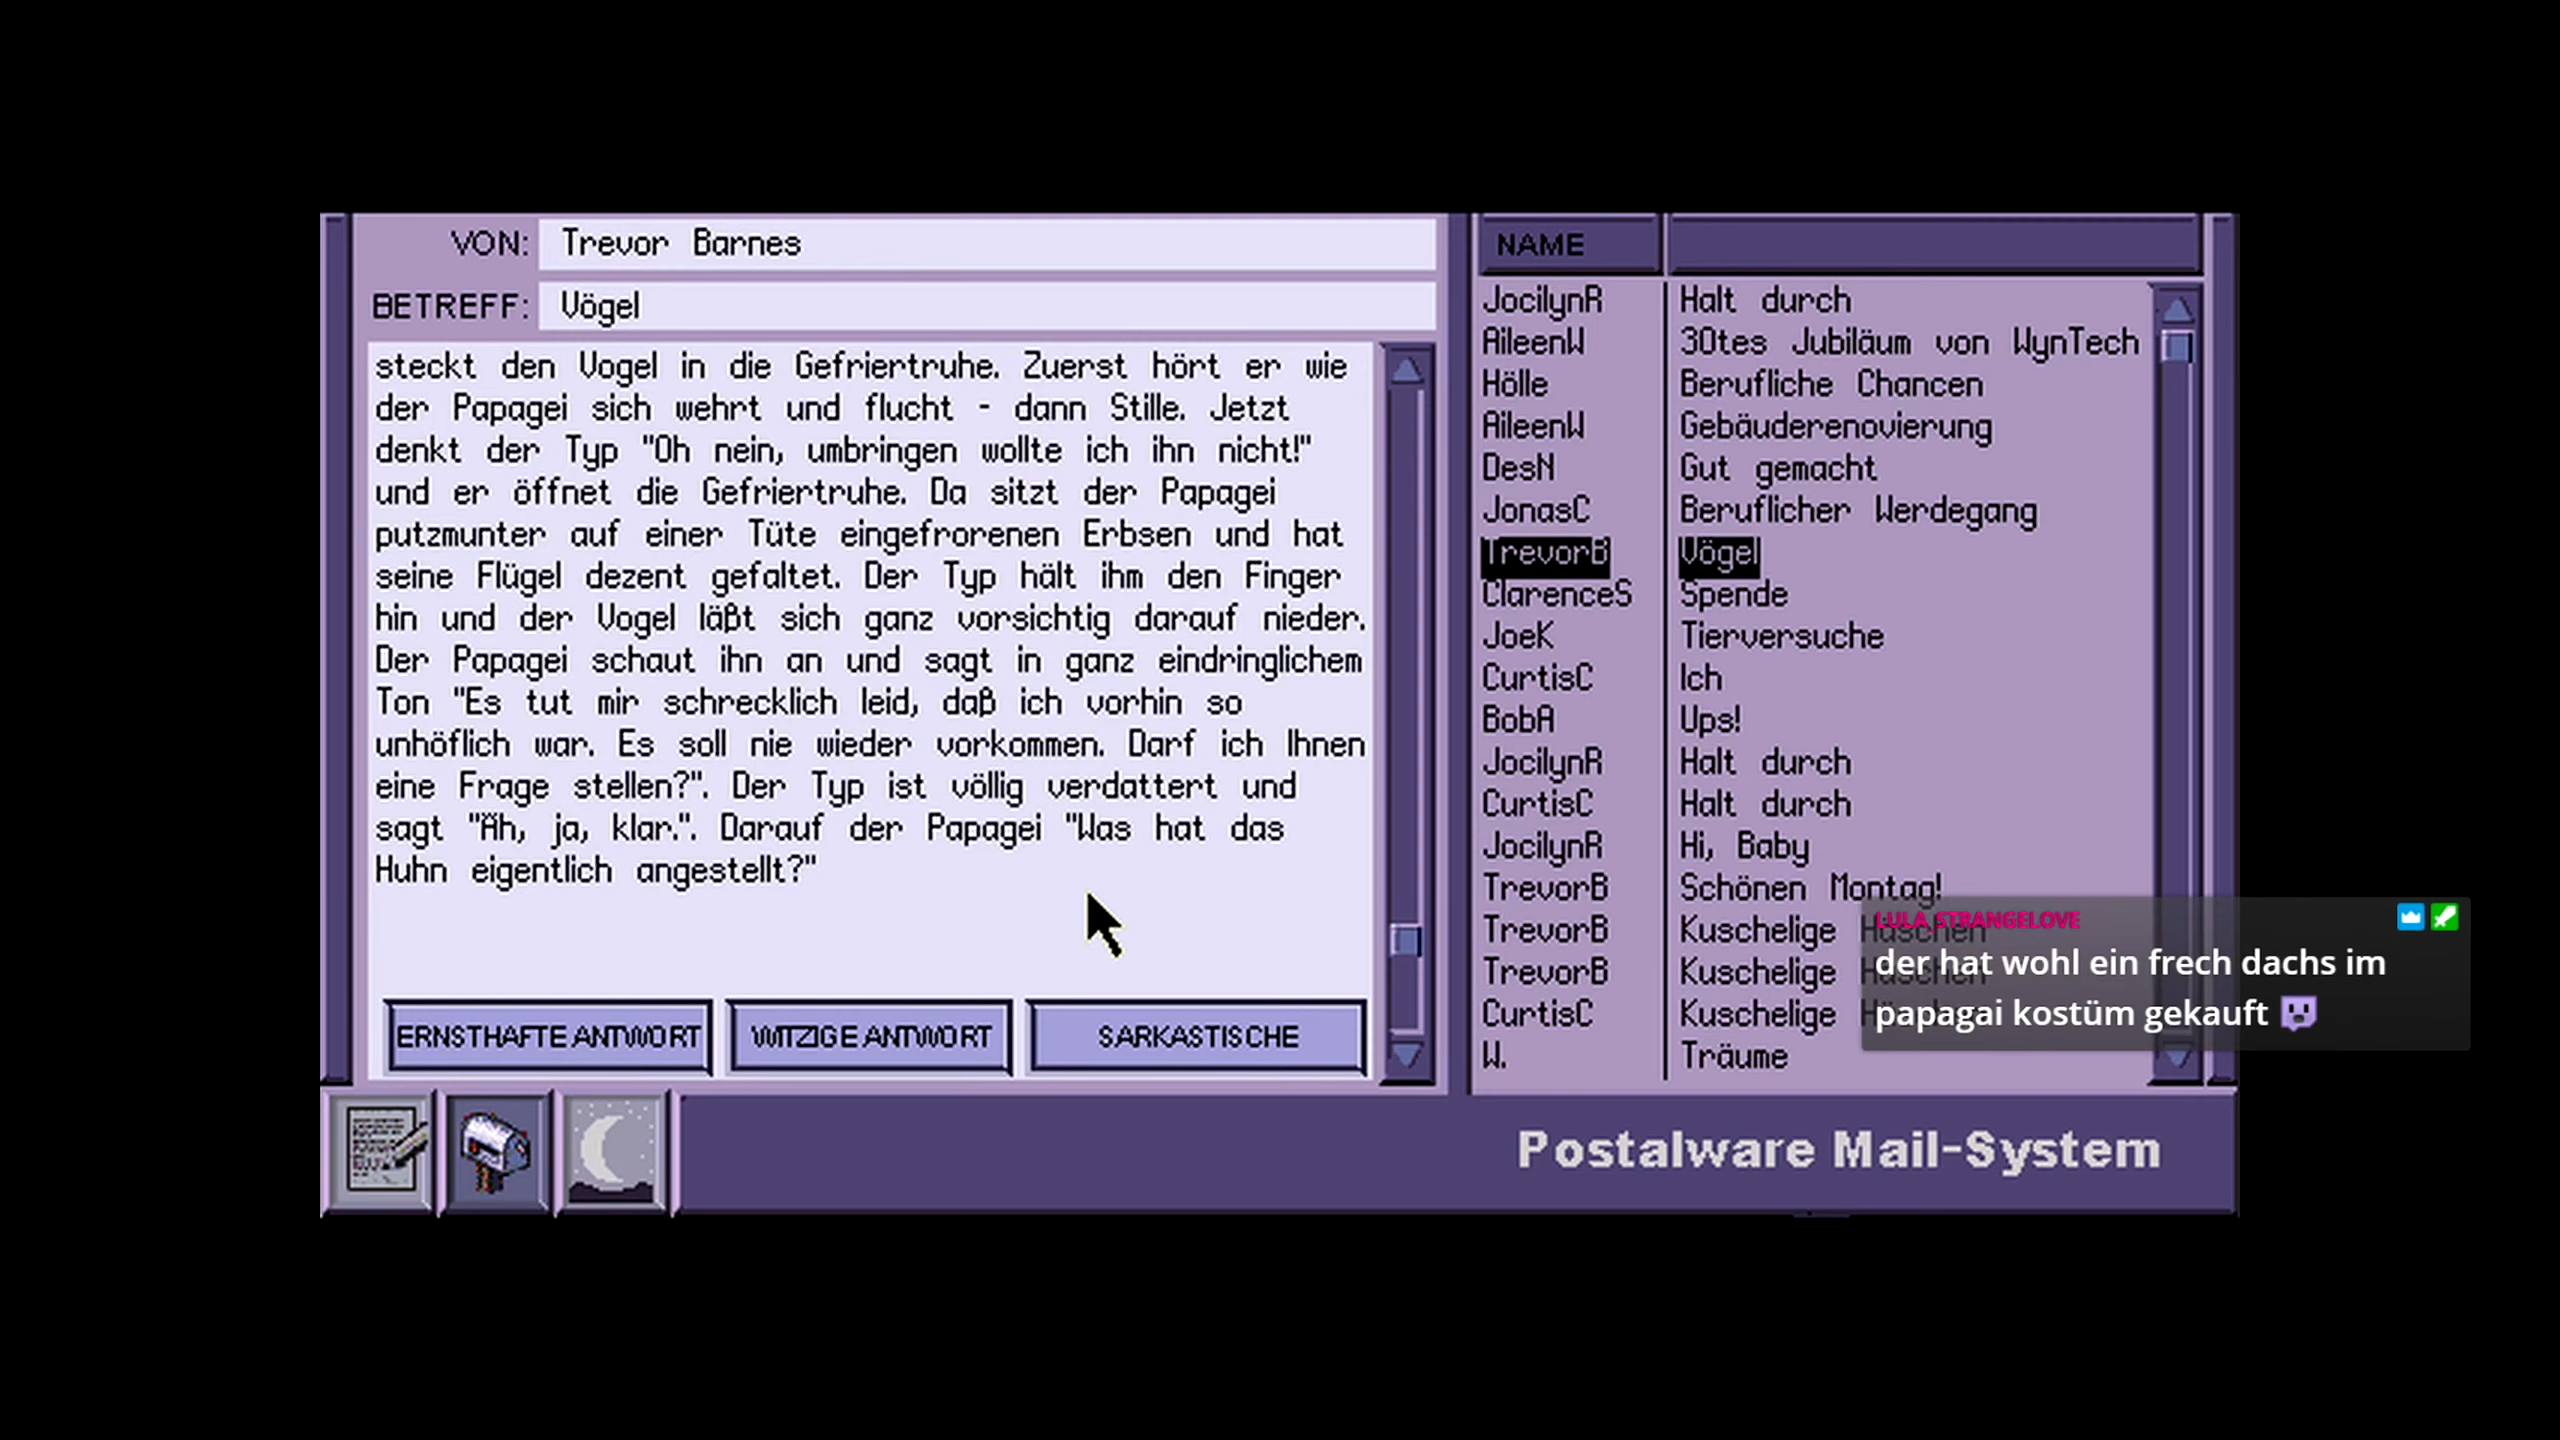 VON: Trevor Barnes
BETREFF: Vögel
steckt den Vogel in die Gefriertruhe. Zuerst hört er wie
der Papagei sich wehrt und flucht - dann Stille. Jetzt
denkt der Typ "Oh nein, umbringen wollte ich ihn nicht!"
und er öffnet die Gefriertruhe. Da sitzt der Papagei
putzmunter auf einer Tüte eingefrorenen Erbsen und hat
seine Flügel dezent gefaltet. Der Typ hält ihm den Finger
hin und der Vogel läßt sich ganz vorsichtig darauf nieder.
Der Papagei schaut ihn an und sagt in ganz eindringlichem
Ton "Es tut mir schrecklich leid, daß ich vorhin so
unhöflich war. Es soll nie wieder vorkommen. Darf ich Ihnen
eine Frage stellen?". Der Typ ist völlig verdattert und
sagt "Äh, ja, klar.". Darauf der Papagei "Was hat das
Huhn eigentlich angestellt?"
ERNSTHAFTE ANTWORT WITZIGE ANTWORT SARKASTISCHE
NAME
JocilynR Halt durch
AileenW 30tes Jubiläum von WynTech
Hölle Berufliche Chancen
AileenW Gebäuderenovierung
DesN Gut gemacht
JonasC Beruflicher Werdegang
TrevorB Vögel
ClarenceS Spende
JoeK Tierversuche
CurtisC Ich
BobA Ups!
JocilynR Halt durch
CurtisC Halt durch
JocilynR Hi, Baby
TrevorB Schönen Montag!
TrevorB Kuschelige Häschen
TrevorB Kuschelige Häschen
CurtisC Kuschelige Häschen
W. Träume
LULA STRANGELOVE
der hat wohl ein frech dachs im
papagai kostüm gekauft
Postalware Mail-System